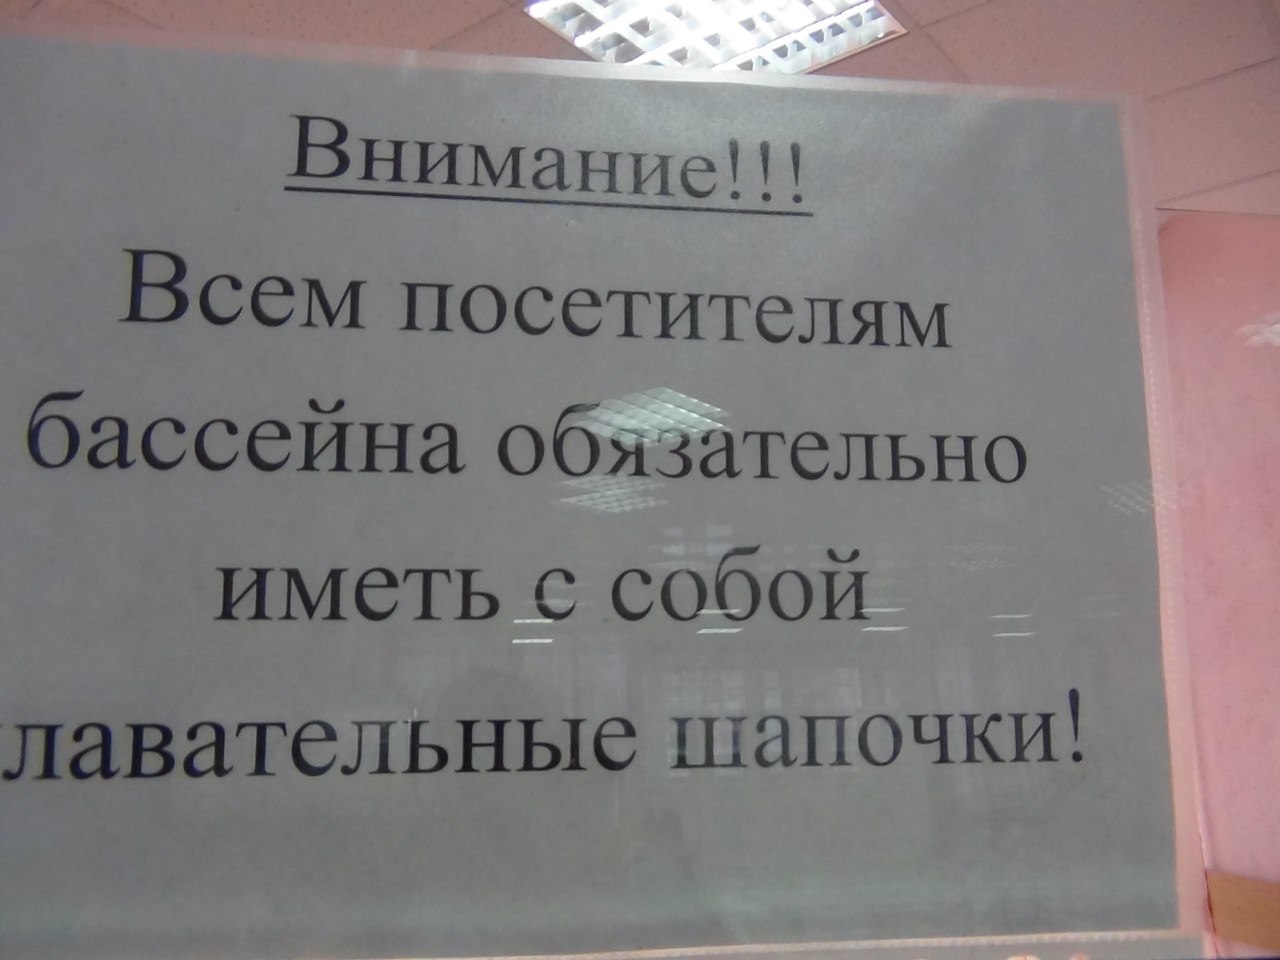 Внимание!!!
Всем посетителям
бассейна обязательно
иметь с собой
лавательные шапочки!